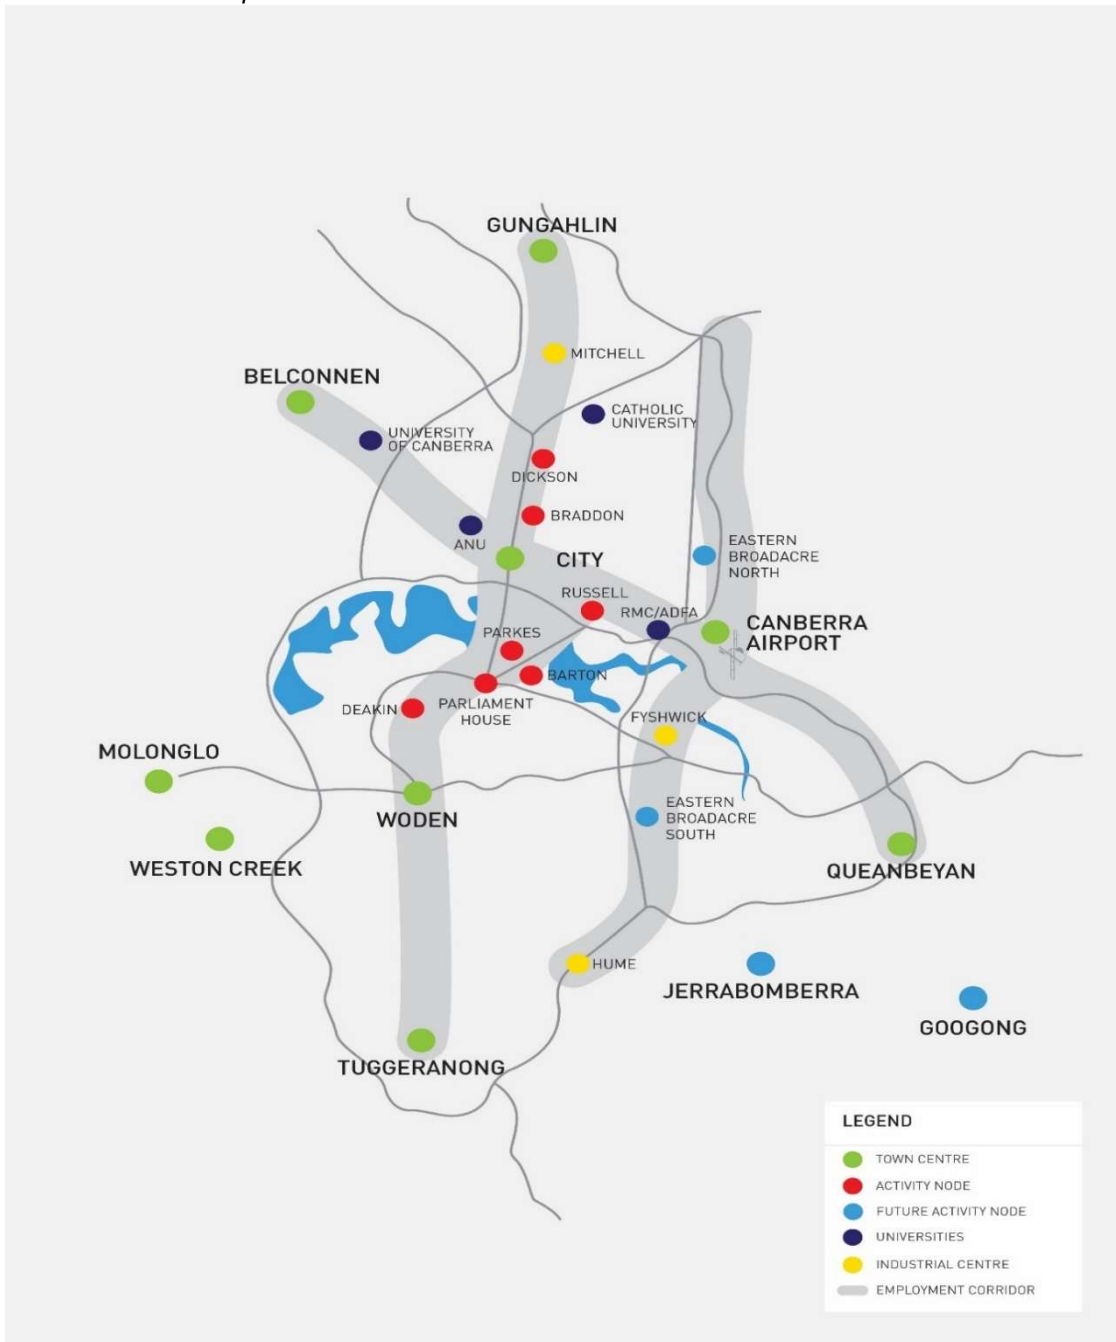 GUNGAHLIN
MITCHELL
BELCONNEN
CATHOLIC
UNIVERSITY
UNIVERSITY
OF CANBERRA
DICKSON
BRADDON
ANU
EASTERN
BROADACRE
NORTH
CITY
RUSSELL
RMC/ADFA
CANBERRA
AIRPORT
PARKES
BARTON
DEAKIN
PARLIAMENT
HOUSE
FYSHWICK
MOLONGLO
WODEN
EASTERN
BROADACRE
SOUTH
WESTON CREEK
QUEANBEYAN
HUME
JERRABOMBERRA
GOOGONG
TUGGERANONG
LEGEND
TOWN CENTRE
ACTIVITY NODE
FUTURE ACTIVITY NODE
UNIVERSITIES
INDUSTRIAL CENTRE
EMPLOYMENT CORRIDOR